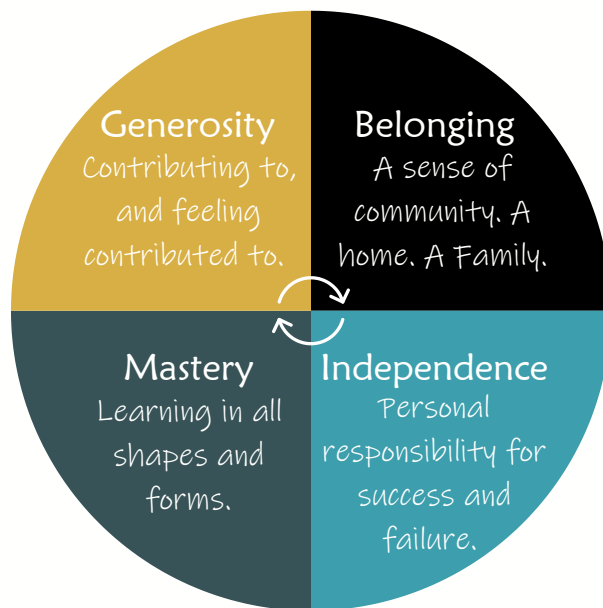 Generosity
Contributing to,
and feeling
contributed to.
Belonging
A sense of
community. A
home. A Family.
Mastery
Learning in all
shapes and
forms.
Independence
Personal
responsibility for
success and
failure.